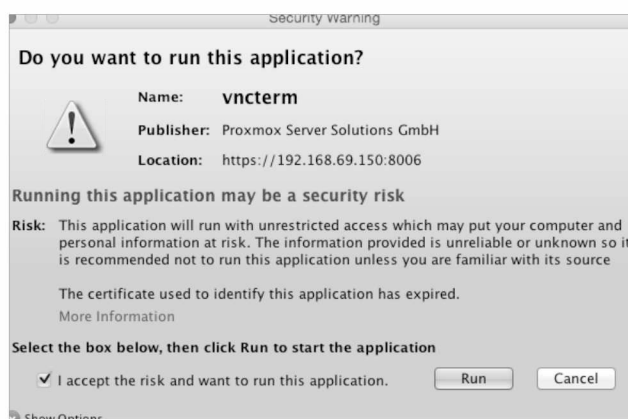 Security Warning
Do you want to run this application?
Name: vncterm
Publisher: Proxmox Server Solutions GmbH
Location: https://192.168.69.150:8006
Running this application may be a security risk
Risk: This application will run with unrestricted access which may put your computer and
personal information at risk. The information provided is unreliable or unknown so it
is recommended not to run this application unless you are familiar with its source
The certificate used to identify this application has expired.
More Information
Select the box below, then click Run to start the application
I accept the risk and want to run this application. Run Cancel
Show Options